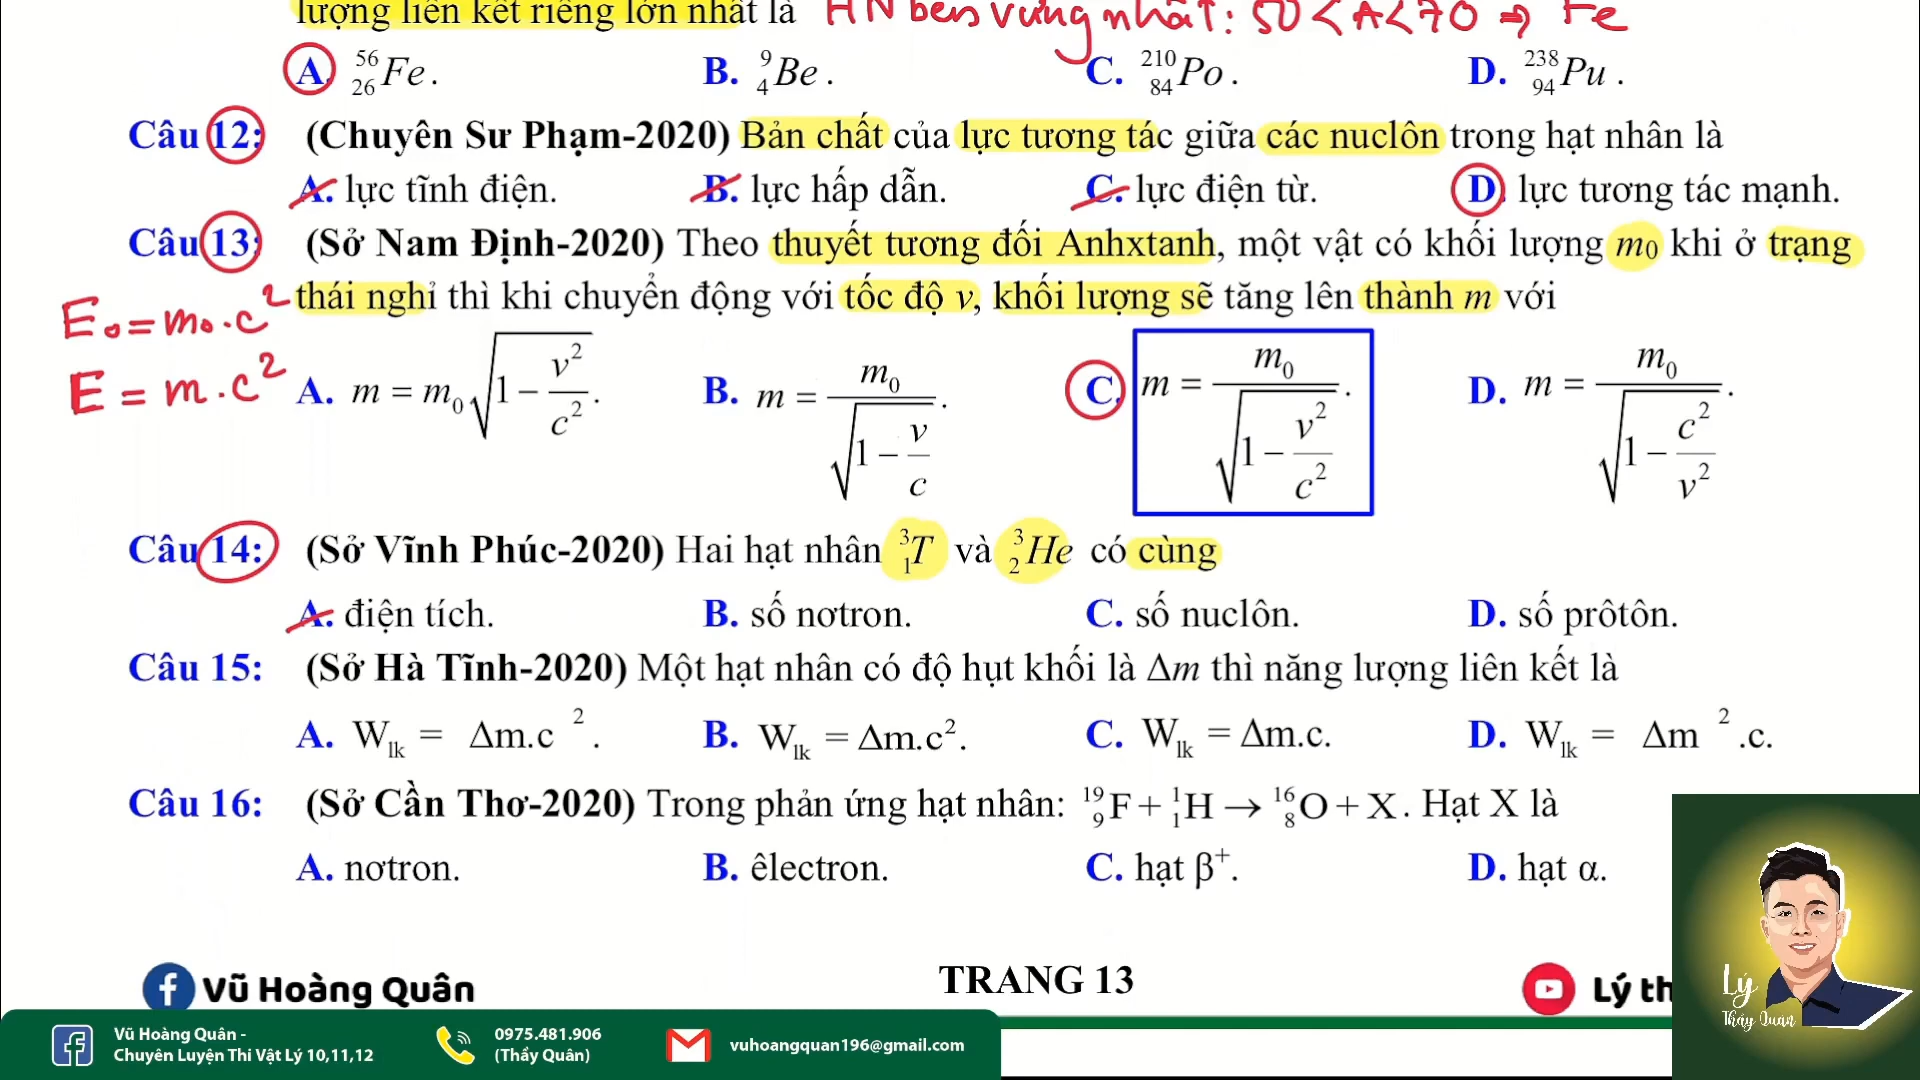 lượng liên kết riêng lớn nhất là HN bền vững nhất: 50 < A < 70 ⇒ Fe
A. ⁵⁶₂₆Fe. B. ⁹₄Be. C. ²¹⁰₈₄Po. D. ²³⁸₉₄Pu.
Câu 12: (Chuyên Sư Phạm-2020) Bản chất của lực tương tác giữa các nuclôn trong hạt nhân là
A. lực tĩnh điện. B. lực hấp dẫn. C. lực điện từ. D. lực tương tác mạnh.
Câu 13: (Sở Nam Định-2020) Theo thuyết tương đối Anhxtanh, một vật có khối lượng m₀ khi ở trạng
thái nghỉ thì khi chuyển động với tốc độ v, khối lượng sẽ tăng lên thành m với
E₀ = m₀.c²
E = m.c²
A. m = m₀√(1 − v²/c²). B. m = m₀/√(1 − v/c). C. m = m₀/√(1 − v²/c²). D. m = m₀/√(1 − c²/v²).
Câu 14: (Sở Vĩnh Phúc-2020) Hai hạt nhân ³₁T và ³₂He có cùng
A. điện tích. B. số nơtron. C. số nuclôn. D. số prôtôn.
Câu 15: (Sở Hà Tĩnh-2020) Một hạt nhân có độ hụt khối là Δm thì năng lượng liên kết là
A. W_lk = Δm.c ². B. W_lk = Δm.c². C. W_lk = Δm.c. D. W_lk = Δm ².c.
Câu 16: (Sở Cần Thơ-2020) Trong phản ứng hạt nhân: ¹⁹₉F + ¹₁H → ¹⁶₈O + X. Hạt X là
A. nơtron. B. êlectron. C. hạt β⁺. D. hạt α.
Vũ Hoàng Quân TRANG 13 Lý th
Lý
Thầy Quân
Vũ Hoàng Quân -
Chuyên Luyện Thi Vật Lý 10,11,12
0975.481.906
(Thầy Quân)
vuhoangquan196@gmail.com